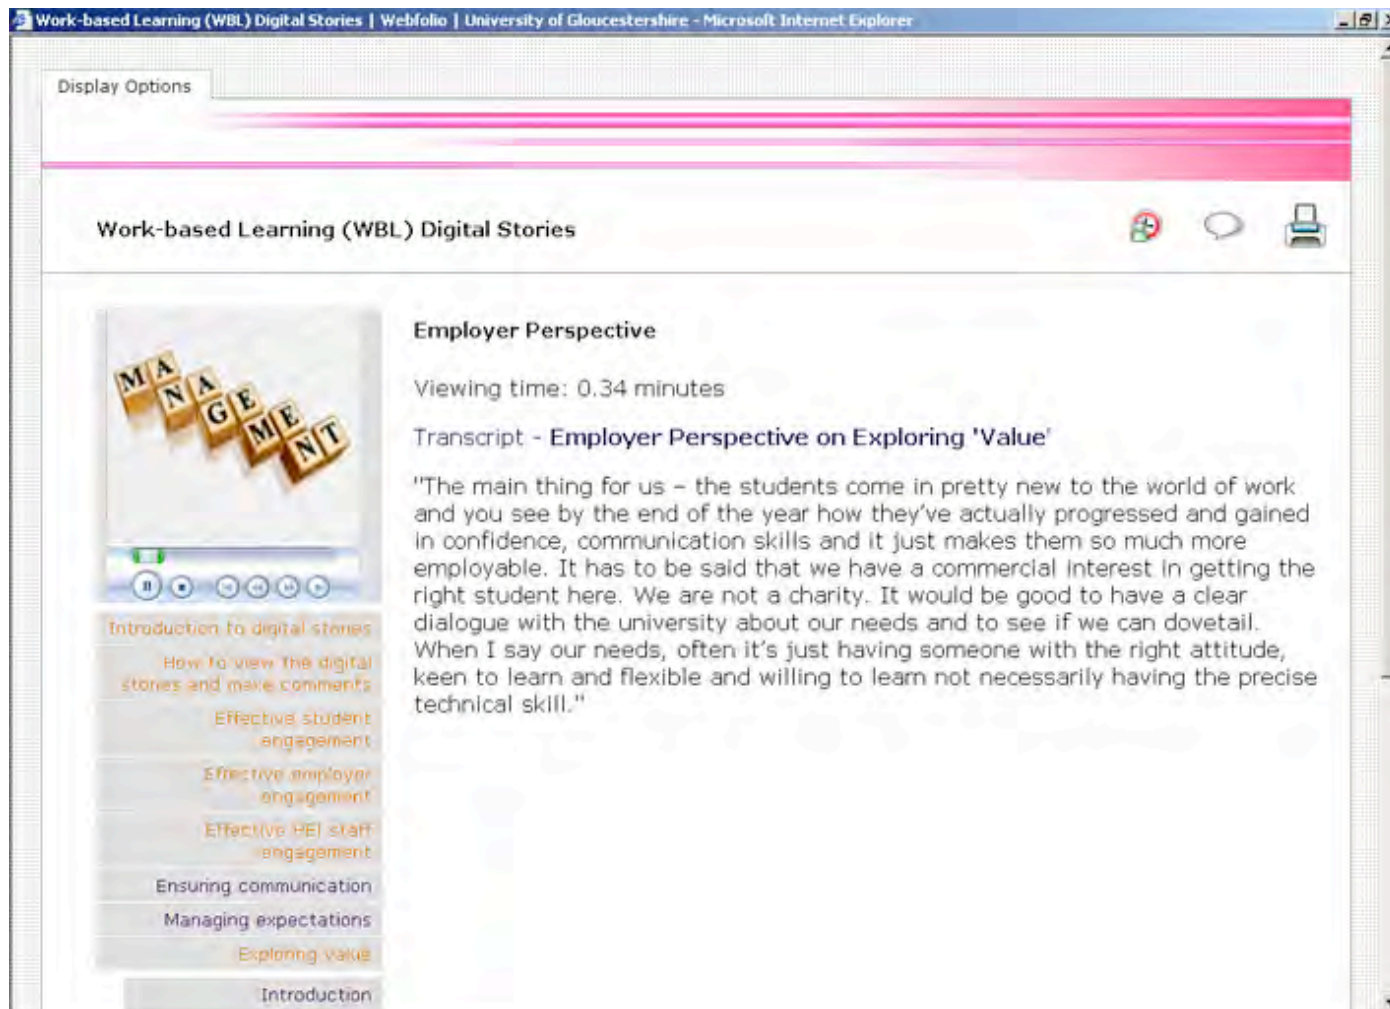 Work-based Learning (WBL) Digital Stories | Webfolio | University of Gloucestershire - Microsoft Internet Explorer
Display Options
Work-based Learning (WBL) Digital Stories
MANAGEMENT
Introduction to digital stories
How to view the digital
stories and make comments
Effective student
engagement
Effective employer
engagement
Effective HEI staff
engagement
Ensuring communication
Managing expectations
Exploring value
Introduction
Employer Perspective
Viewing time: 0.34 minutes
Transcript - Employer Perspective on Exploring 'Value'
"The main thing for us – the students come in pretty new to the world of work
and you see by the end of the year how they've actually progressed and gained
in confidence, communication skills and it just makes them so much more
employable. It has to be said that we have a commercial interest in getting the
right student here. We are not a charity. It would be good to have a clear
dialogue with the university about our needs and to see if we can dovetail.
When I say our needs, often it's just having someone with the right attitude,
keen to learn and flexible and willing to learn not necessarily having the precise
technical skill."